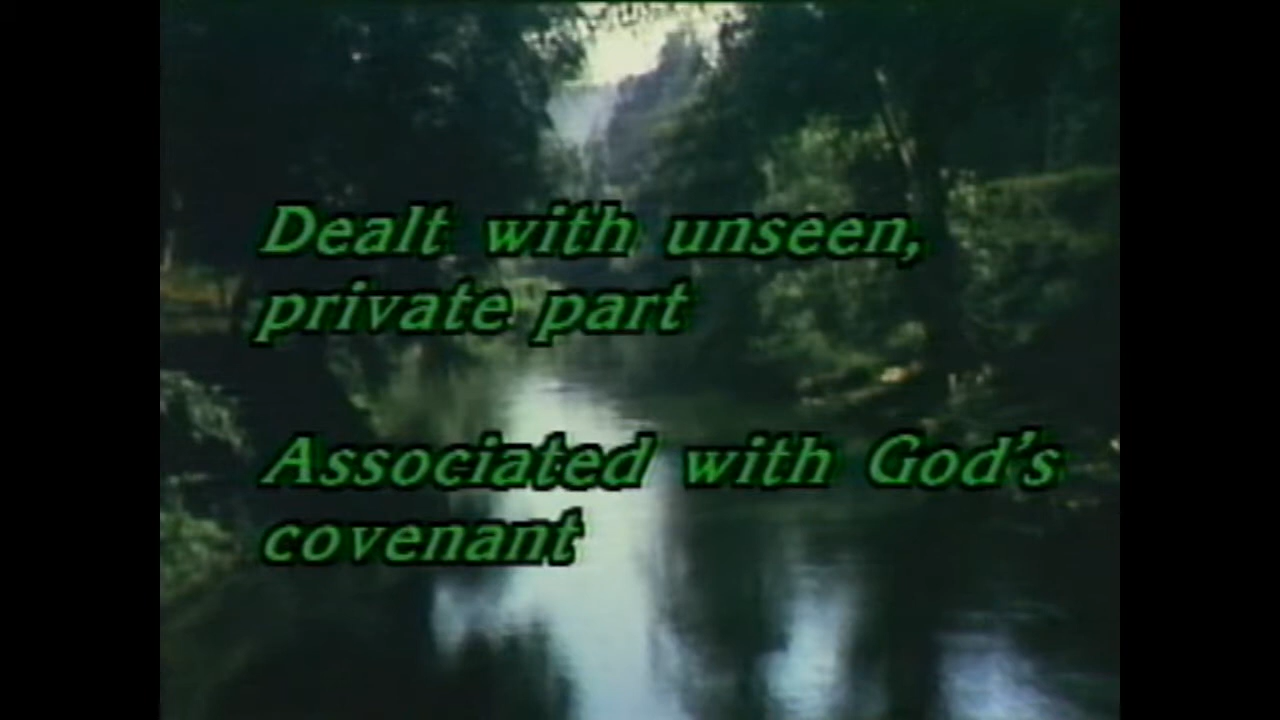 Dealt with unseen,
private part
Associated with God's
covenant